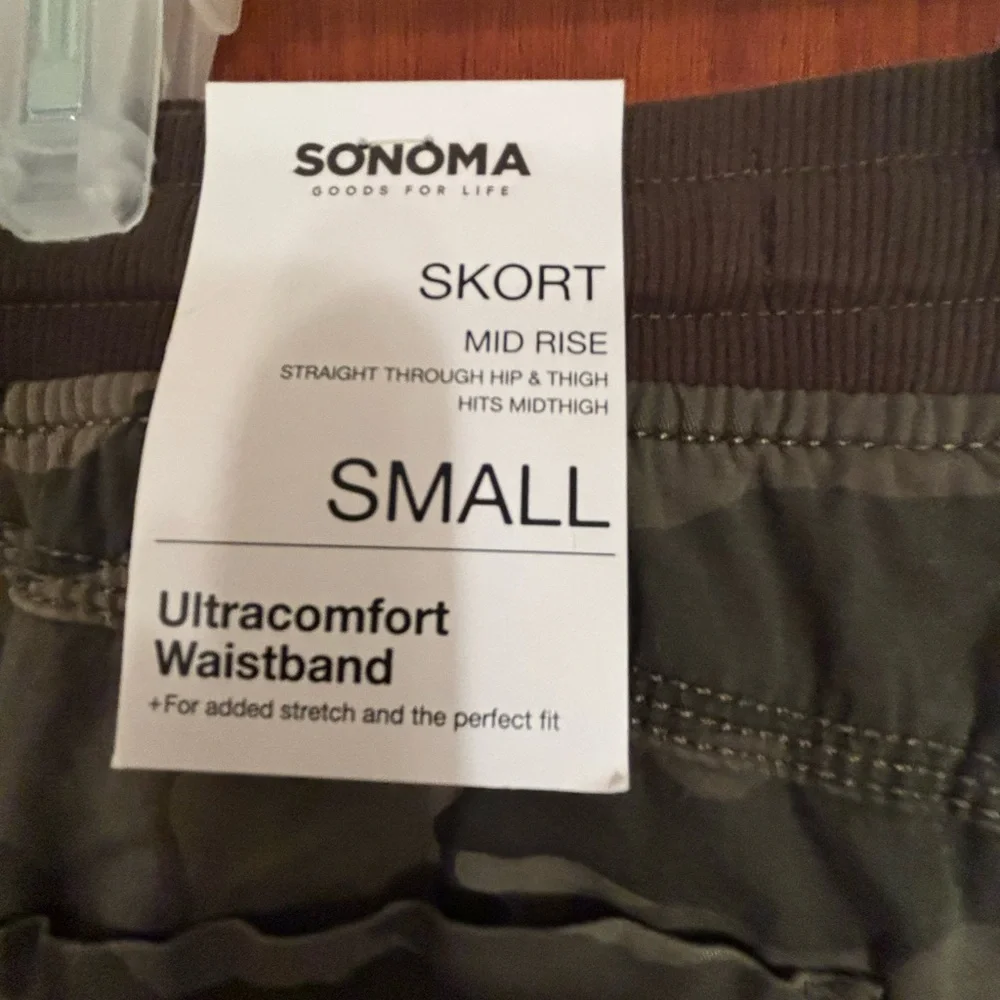 SONOMA
GOODS FOR LIFE
SKORT
MID RISE
STRAIGHT THROUGH HIP & THIGH
HITS MIDTHIGH
SMALL
Ultracomfort
Waistband
+For added stretch and the perfect fit